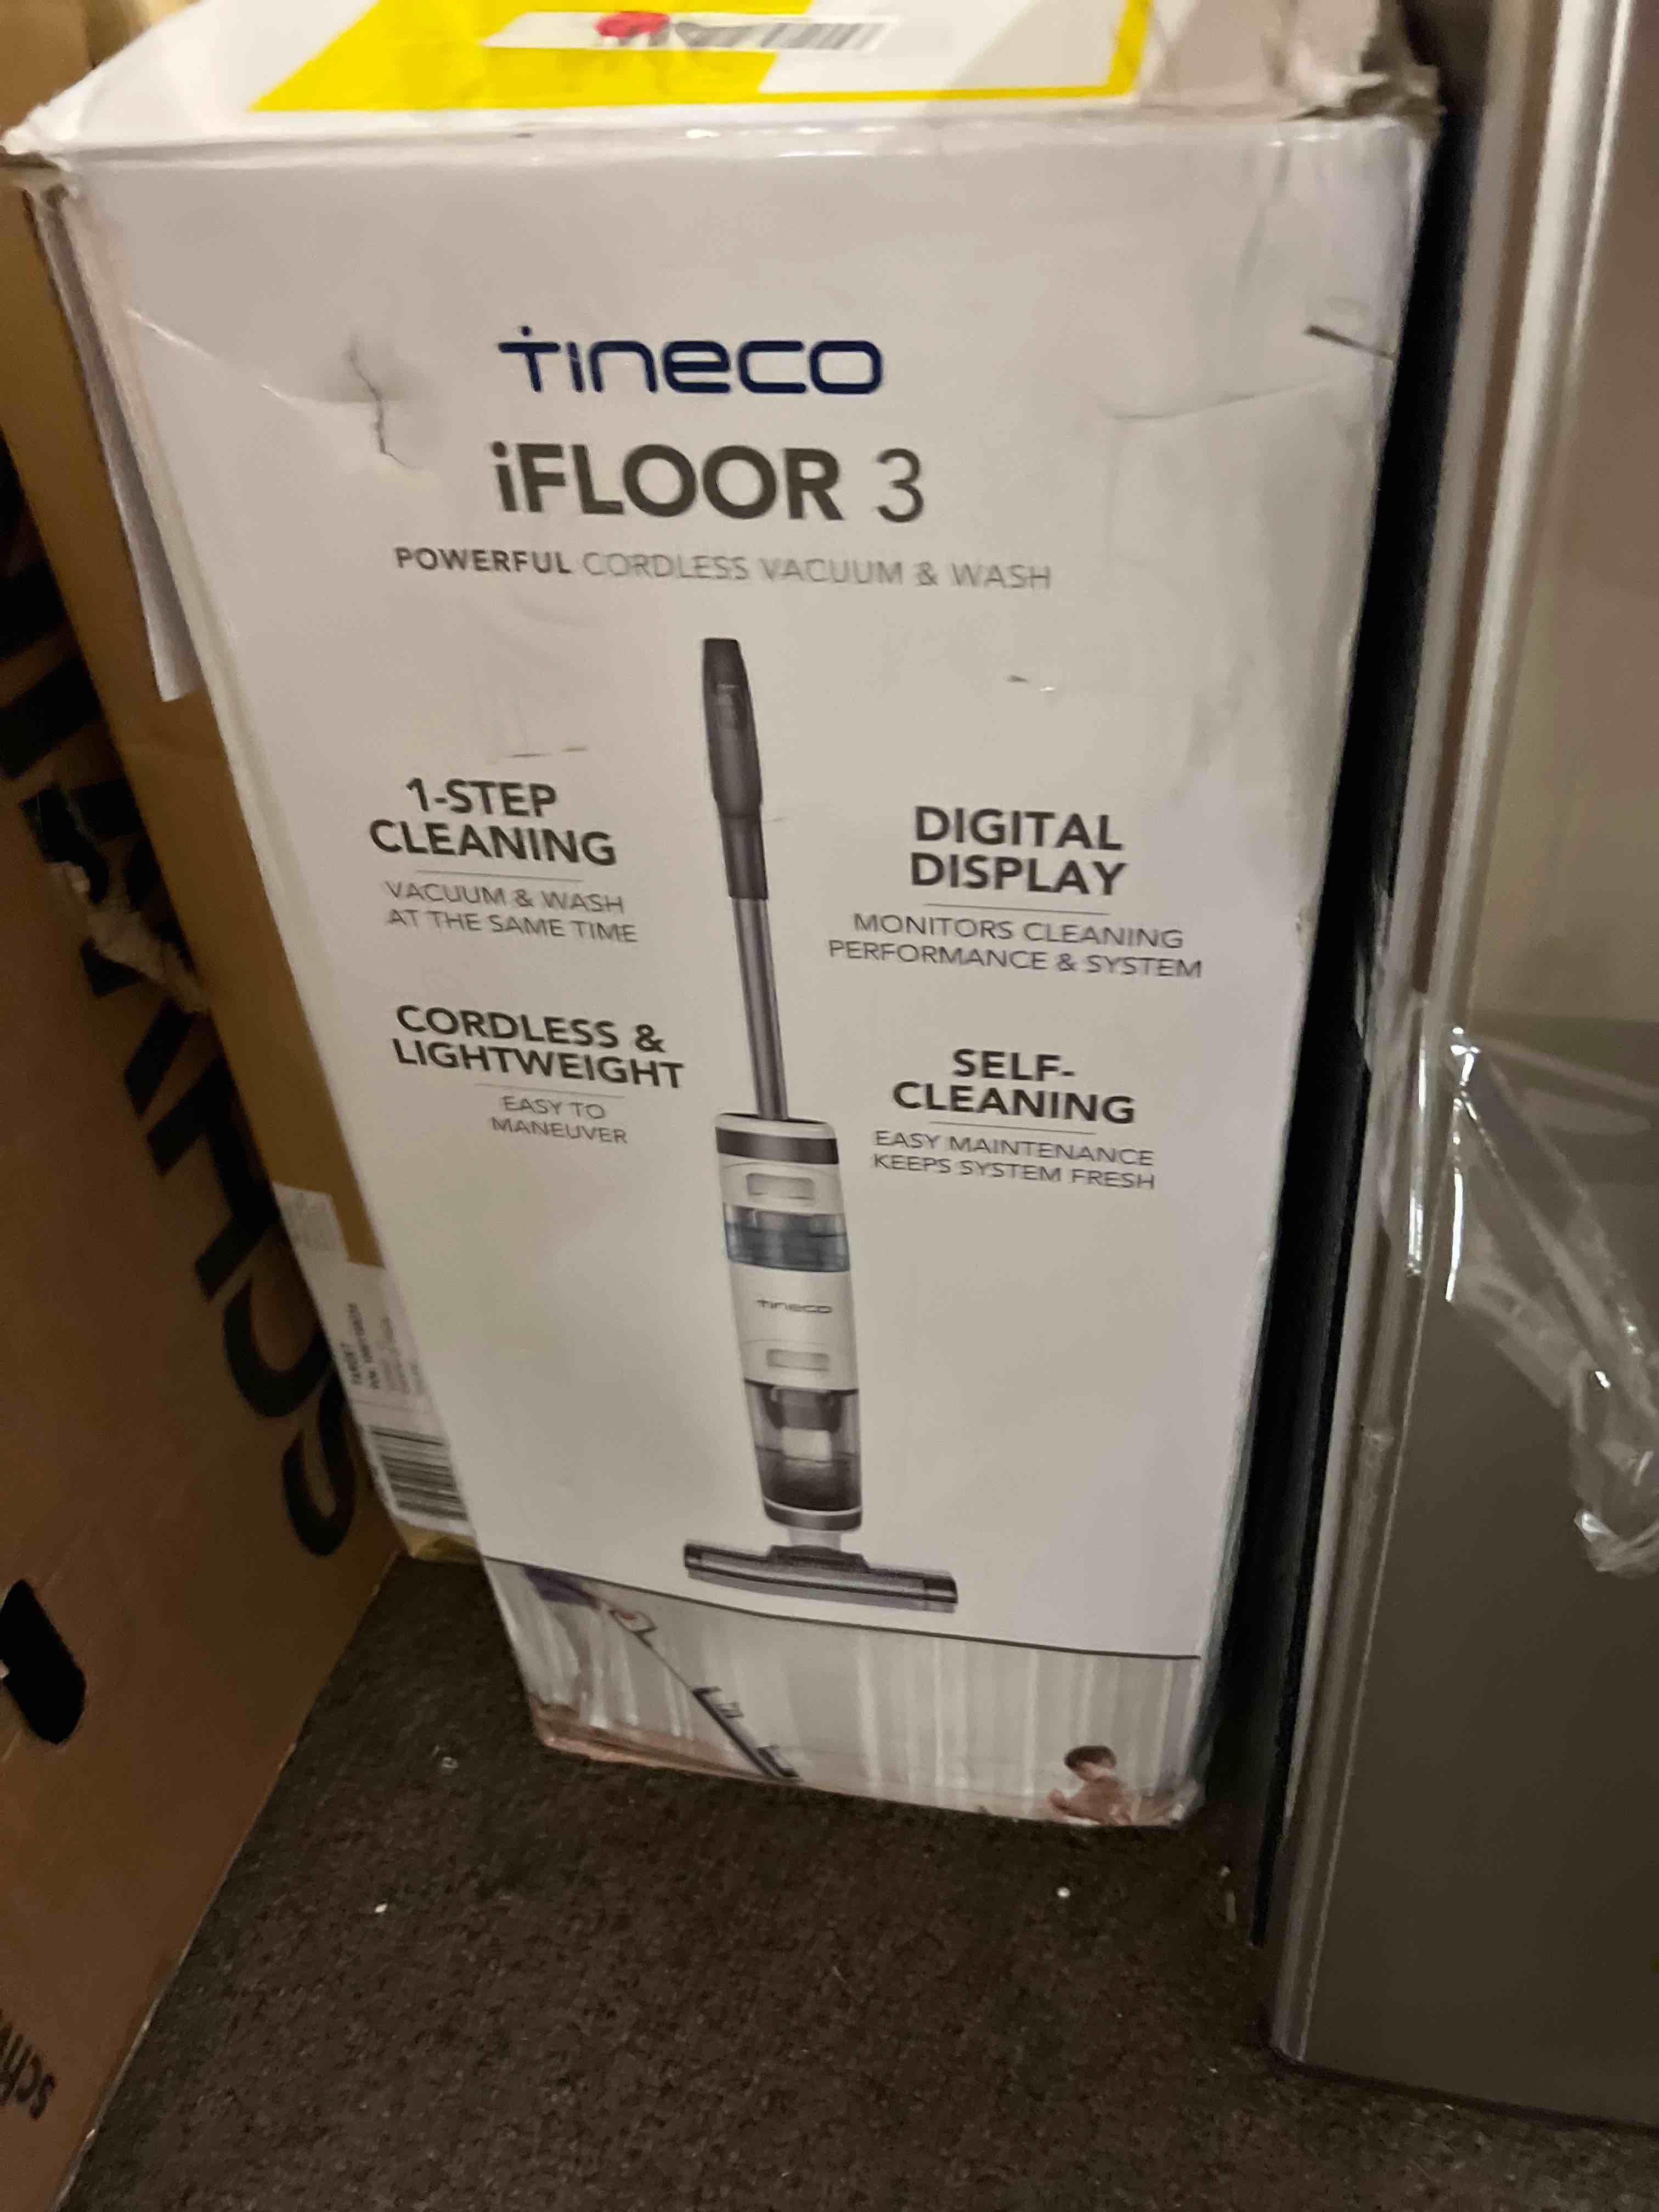 tineco
iFLOOR 3
POWERFUL CORDLESS VACUUM & WASH
1-STEP
CLEANING
VACUUM & WASH
AT THE SAME TIME
DIGITAL
DISPLAY
MONITORS CLEANING
PERFORMANCE & SYSTEM
CORDLESS &
LIGHTWEIGHT
EASY TO
MANEUVER
SELF-
CLEANING
EASY MAINTENANCE
KEEPS SYSTEM FRESH
tineco
TARGET